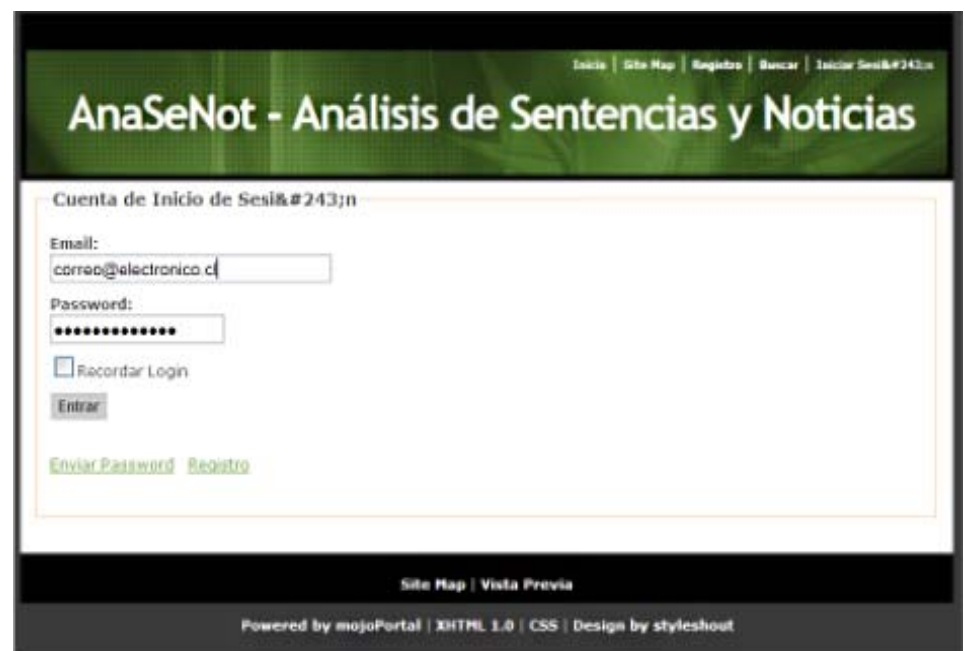 Inicio | Site Map | Registro | Buscar | Iniciar Sesi&#243;n
AnaSeNot - Análisis de Sentencias y Noticias
Cuenta de Inicio de Sesi&#243;n
Email:
correo@electronico.cl
Password:
•••••••••••••
Recordar Login
Entrar
Enviar Password Registro
Site Map | Vista Previa
Powered by mojoPortal | XHTML 1.0 | CSS | Design by styleshout